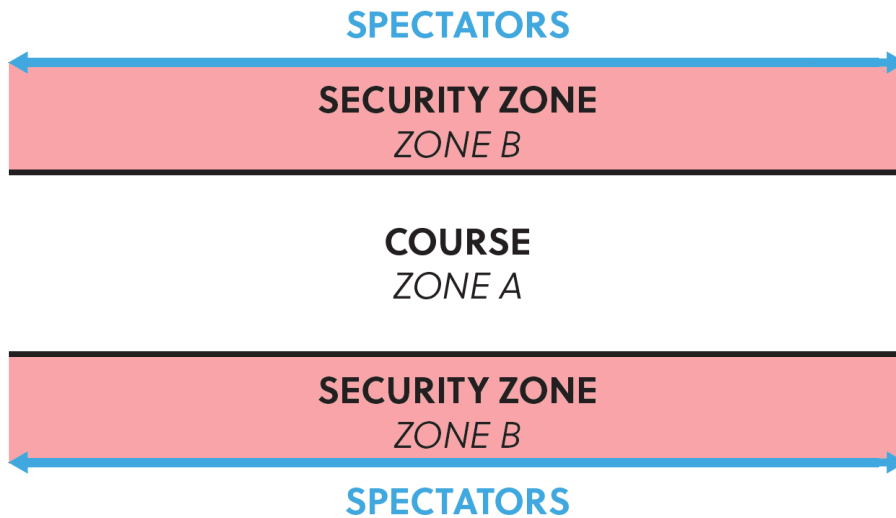 SPECTATORS
SECURITY ZONE
ZONE B
COURSE
ZONE A
SECURITY ZONE
ZONE B
SPECTATORS